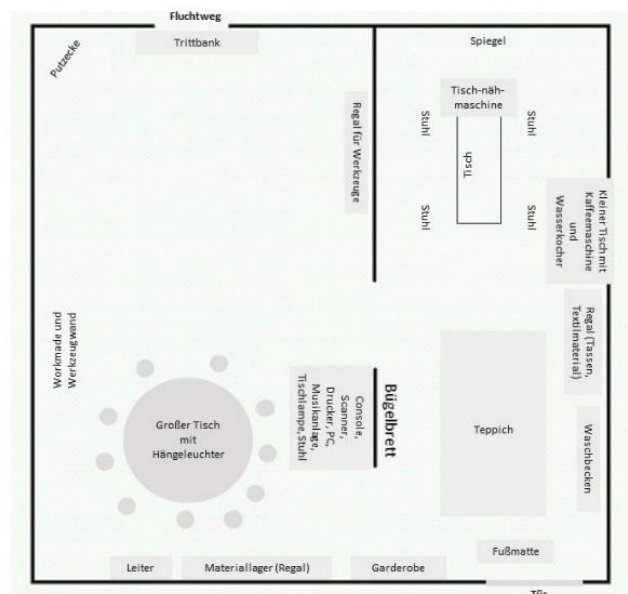 Fluchtweg
Putzecke
Trittbank
Spiegel
Tisch-näh-
maschine
Stuhl
Stuhl
Regal für Werkzeuge
Tisch
Stuhl
Stuhl
Kleiner Tisch mit
Kaffeemaschine
und
Wasserkocher
Workmade und
Werkzeugwand
Regal (Tassen,
Textilmaterial)
Großer Tisch
mit
Hängeleuchter
Console,
Scanner,
Drucker, PC,
Musikanlage,
Tischlampe, Stuhl
Bügelbrett
Teppich
Waschbecken
Fußmatte
Leiter
Materiallager (Regal)
Garderobe
Tür